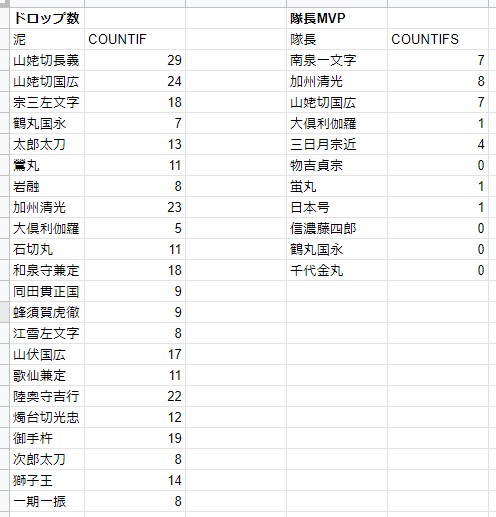 ドロップ数 隊長MVP
泥 COUNTIF 隊長 COUNTIFS
山姥切長義 29 南泉一文字 7
山姥切国広 24 加州清光 8
宗三左文字 18 山姥切国広 7
鶴丸国永 7 大倶利伽羅 1
太郎太刀 13 三日月宗近 4
鶯丸 11 物吉貞宗 0
岩融 8 蛍丸 1
加州清光 23 日本号 1
大倶利伽羅 5 信濃藤四郎 0
石切丸 11 鶴丸国永 0
和泉守兼定 18 千代金丸 0
同田貫正国 9
蜂須賀虎徹 9
江雪左文字 8
山伏国広 17
歌仙兼定 11
陸奥守吉行 22
燭台切光忠 12
御手杵 19
次郎太刀 8
獅子王 14
一期一振 8